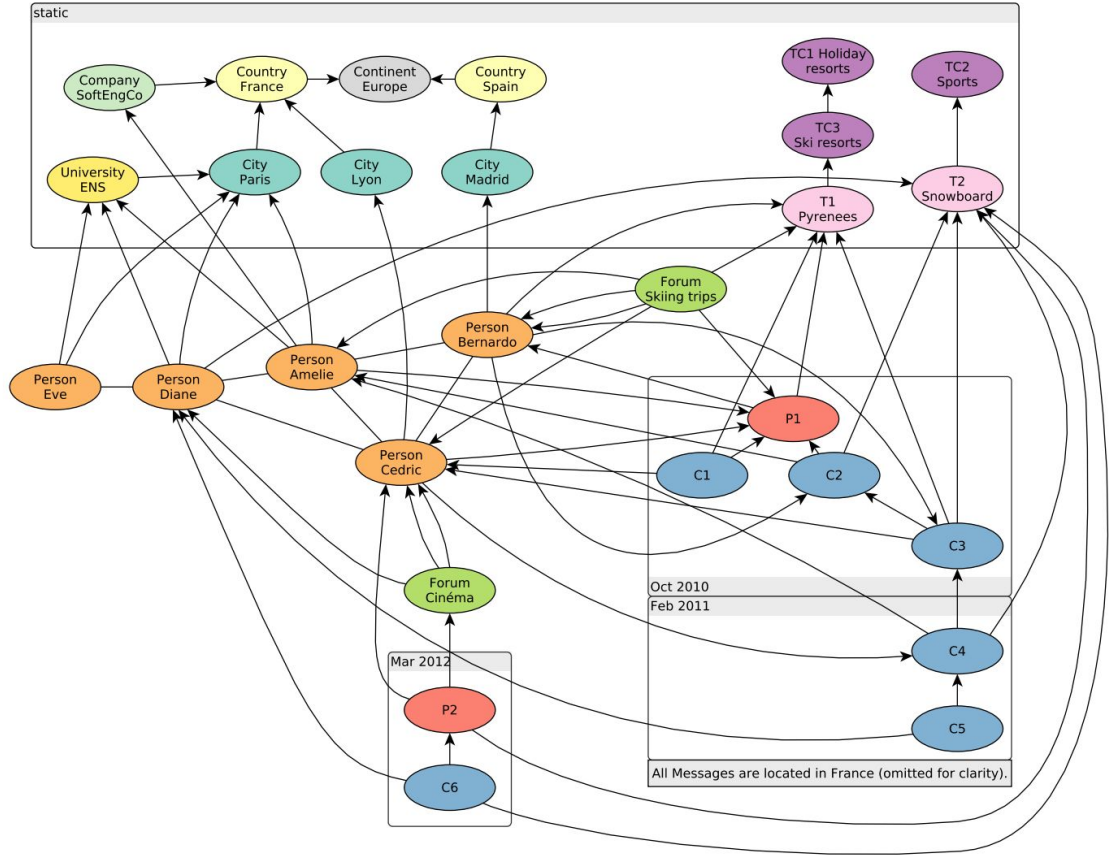 static
Company
SoftEngCo
Country
France
Continent
Europe
Country
Spain
TC1 Holiday
resorts
TC2
Sports
TC3
Ski resorts
University
ENS
City
Paris
City
Lyon
City
Madrid
T1
Pyrenees
T2
Snowboard
Forum
Skiing trips
Person
Bernardo
Person
Eve
Person
Diane
Person
Amelie
P1
Person
Cedric
C1
C2
C3
Oct 2010
Forum
Cinéma
Feb 2011
C4
Mar 2012
P2
C5
All Messages are located in France (omitted for clarity).
C6